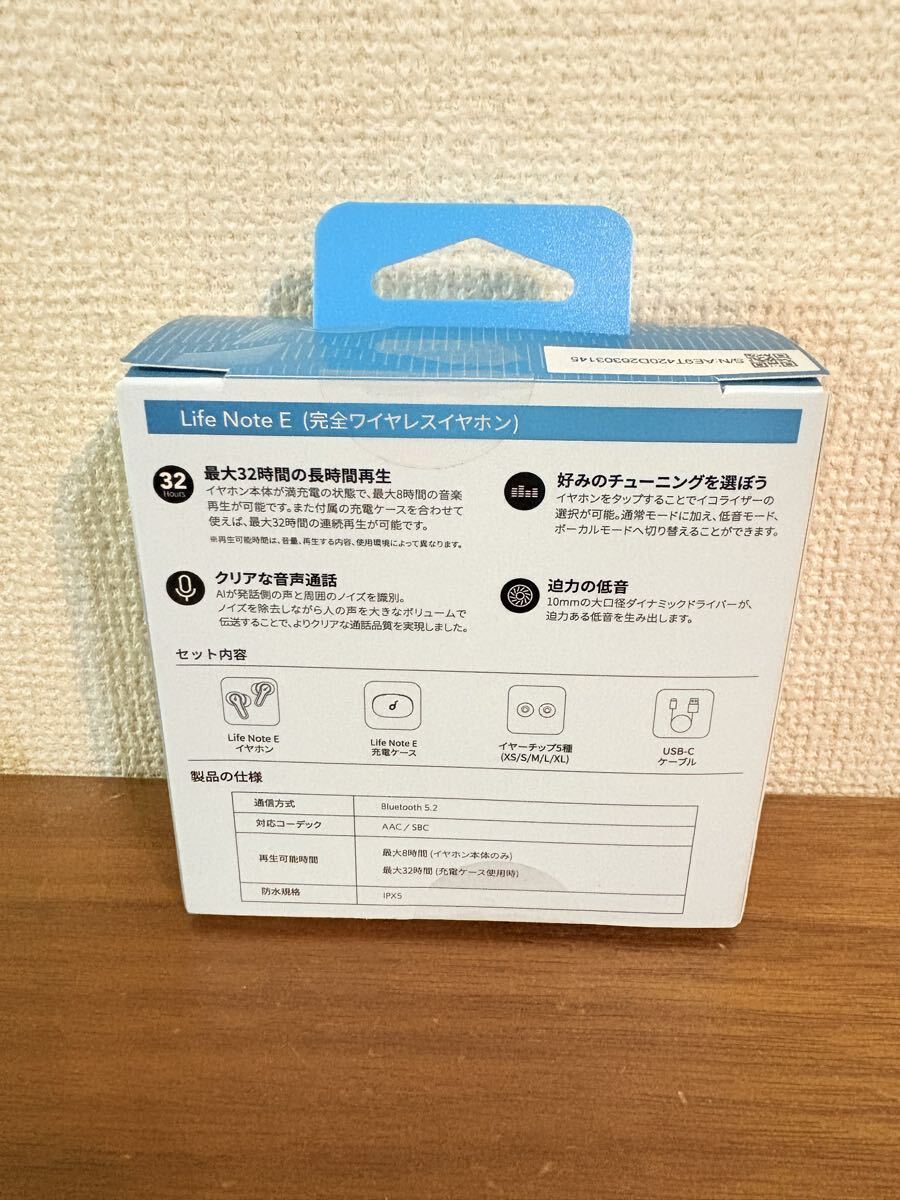 S/N:AE9T420D20303145
Life Note E (完全ワイヤレスイヤホン)
32
Hours
最大32時間の長時間再生
イヤホン本体が満充電の状態で、最大8時間の音楽
再生が可能です。また付属の充電ケースを合わせて
使えば、最大32時間の連続再生が可能です。
※再生可能時間は、音量、再生する内容、使用環境によって異なります。
好みのチューニングを選ぼう
イヤホンをタップすることでイコライザーの
選択が可能。通常モードに加え、低音モード、
ボーカルモードへ切り替えることができます。
クリアな音声通話
AIが発話側の声と周囲のノイズを識別。
ノイズを除去しながら人の声を大きなボリュームで
伝送することで、よりクリアな通話品質を実現しました。
迫力の低音
10mmの大口径ダイナミックドライバーが、
迫力ある低音を生み出します。
セット内容
Life Note E
イヤホン
Life Note E
充電ケース
イヤーチップ5種
(XS/S/M/L/XL)
USB-C
ケーブル
製品の仕様
通信方式 Bluetooth 5.2
対応コーデック AAC / SBC
再生可能時間 最大8時間 (イヤホン本体のみ)
最大32時間 (充電ケース使用時)
防水規格 IPX5